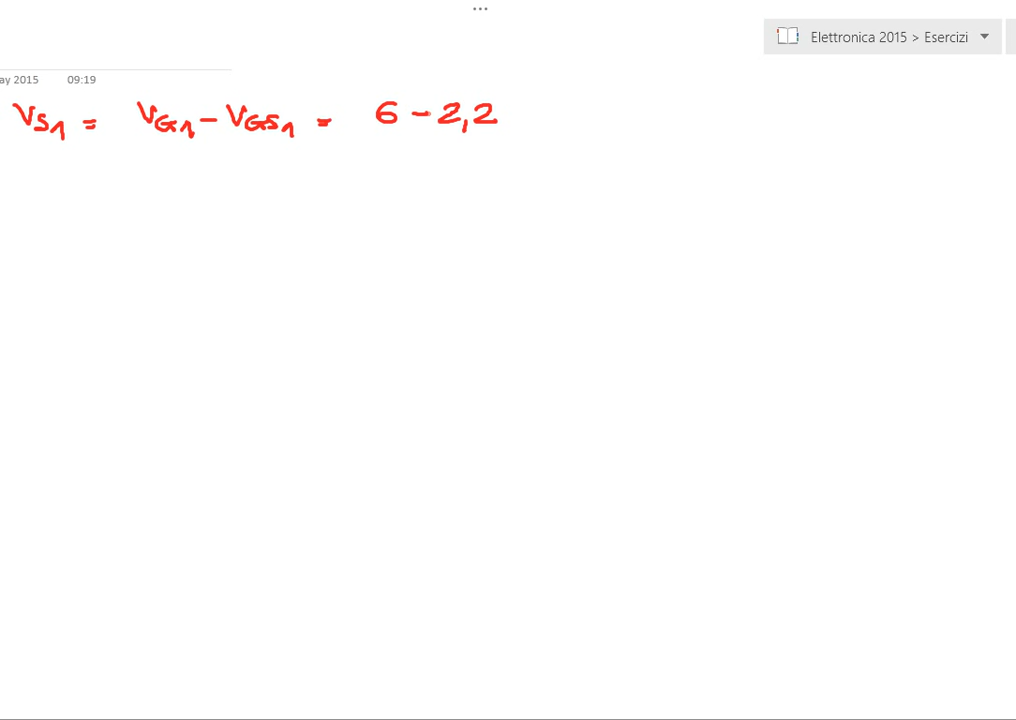 ...
Elettronica 2015 > Esercizi
ay 2015 09:19
VS1 = VG1 - VGS1 = 6 - 2,2